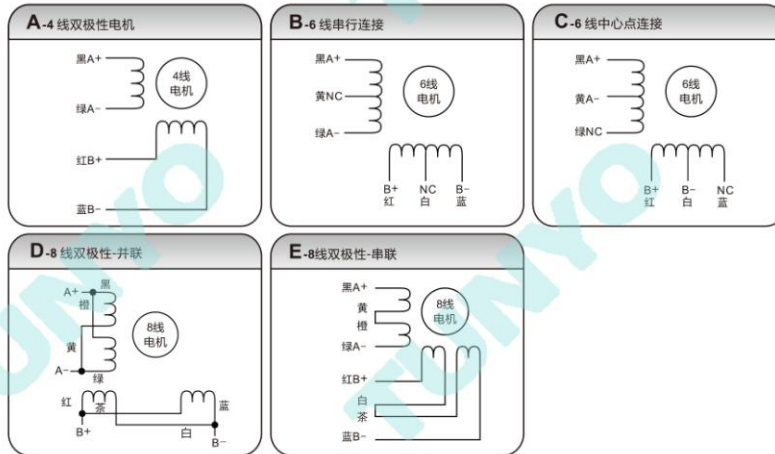 A-4 线双极性电机
黑A+
绿A-
4线
电机
红B+
蓝B-
B-6 线串行连接
黑A+
黄NC
绿A-
6线
电机
B+ NC B-
红 白 蓝
C-6 线中心点连接
黑A+
黄A-
绿NC
6线
电机
B+ B- NC
红 白 蓝
D-8 线双极性-并联
A+ 黑
橙
黄
A- 绿
8线
电机
红 茶 蓝
B+ 白 B-
E-8线双极性-串联
黑A+
黄
橙
绿A-
8线
电机
红B+
白
茶
蓝B-
TUNYO
TUNYO
TUNYO